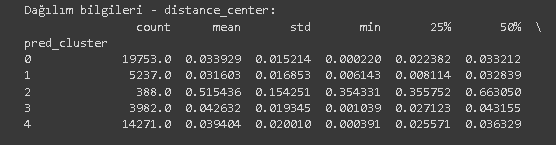 Dağılım bilgileri - distance_center:
count mean std min 25% 50% \
pred_cluster
0 19753.0 0.033929 0.015214 0.000220 0.022382 0.033212
1 5237.0 0.031603 0.016853 0.006143 0.008114 0.032839
2 388.0 0.515436 0.154251 0.354331 0.355752 0.663050
3 3982.0 0.042632 0.019345 0.001039 0.027123 0.043155
4 14271.0 0.039404 0.020010 0.000391 0.025571 0.036329